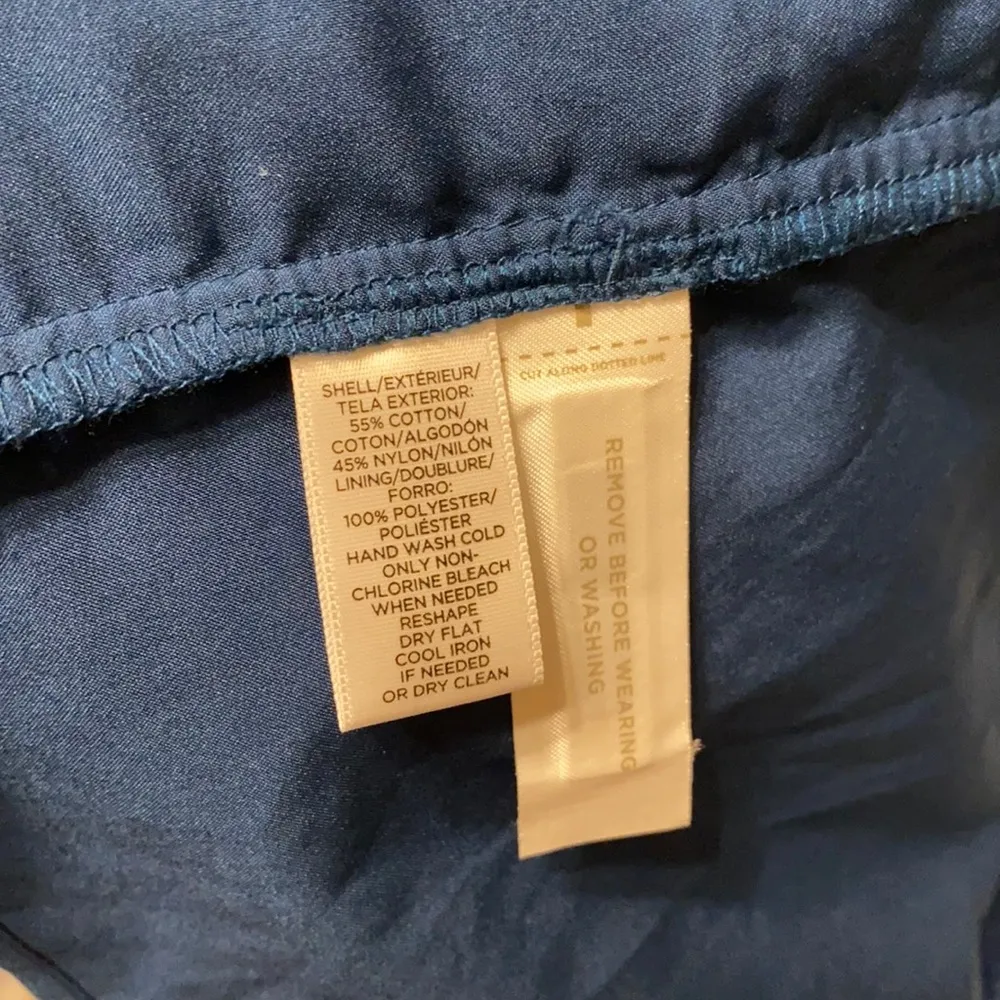 SHELL/EXTÉRIEUR/
TELA EXTERIOR:
55% COTTON/
COTON/ALGODÓN
45% NYLON/NILÓN
LINING/DOUBLURE/
FORRO:
100% POLYESTER/
POLIÉSTER
HAND WASH COLD
ONLY NON-
CHLORINE BLEACH
WHEN NEEDED
RESHAPE
DRY FLAT
COOL IRON
IF NEEDED
OR DRY CLEAN
CUT ALONG DOTTED LINE
REMOVE BEFORE WEARING
OR WASHING